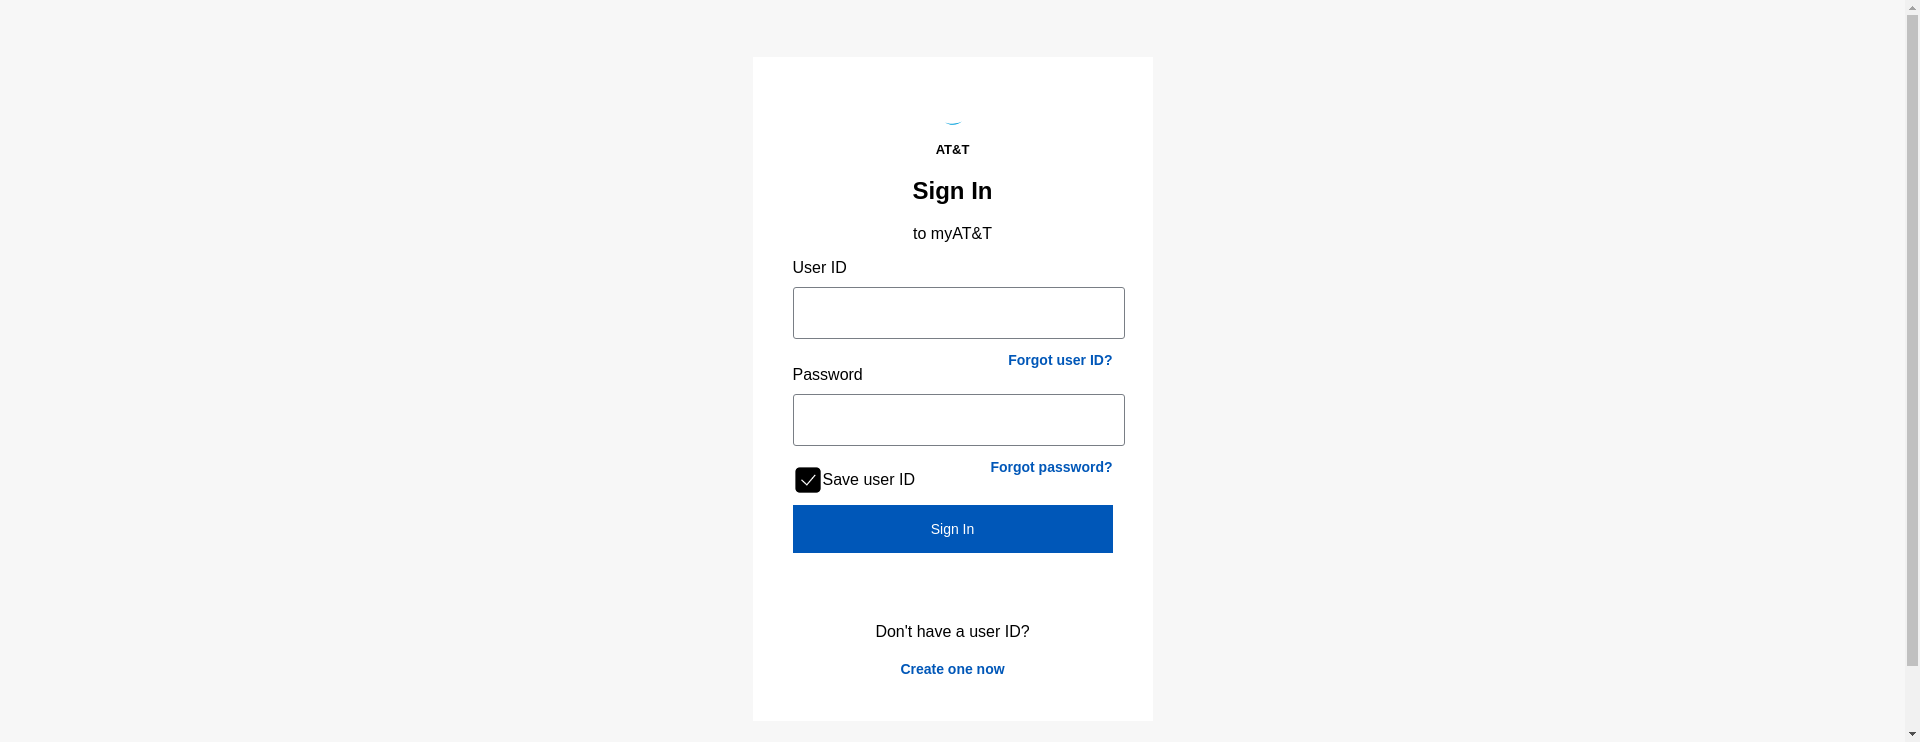 AT&T
Sign In
to myAT&T
User ID
Forgot user ID?
Password
Forgot password?
Save user ID
Sign In
Don't have a user ID?
Create one now